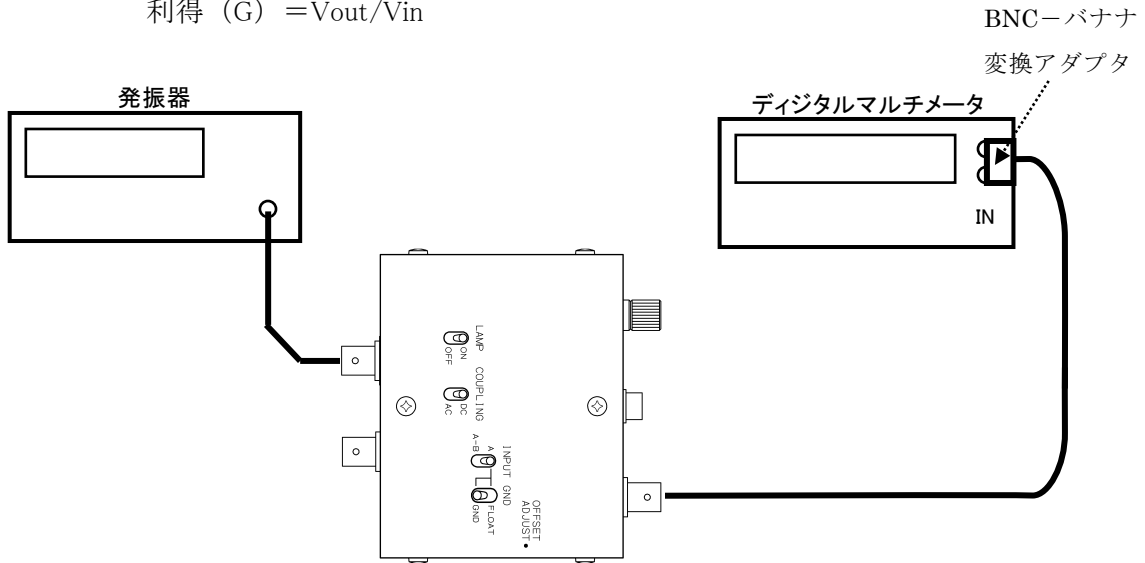 利得（G）＝Vout/Vin
BNC－バナナ
変換アダプタ
発振器
ディジタルマルチメータ
IN
LAMP
ON
OFF
COUPLING
DC
AC
INPUT
A
A-B
GND
FLOAT
GND
OFFSET
ADJUST